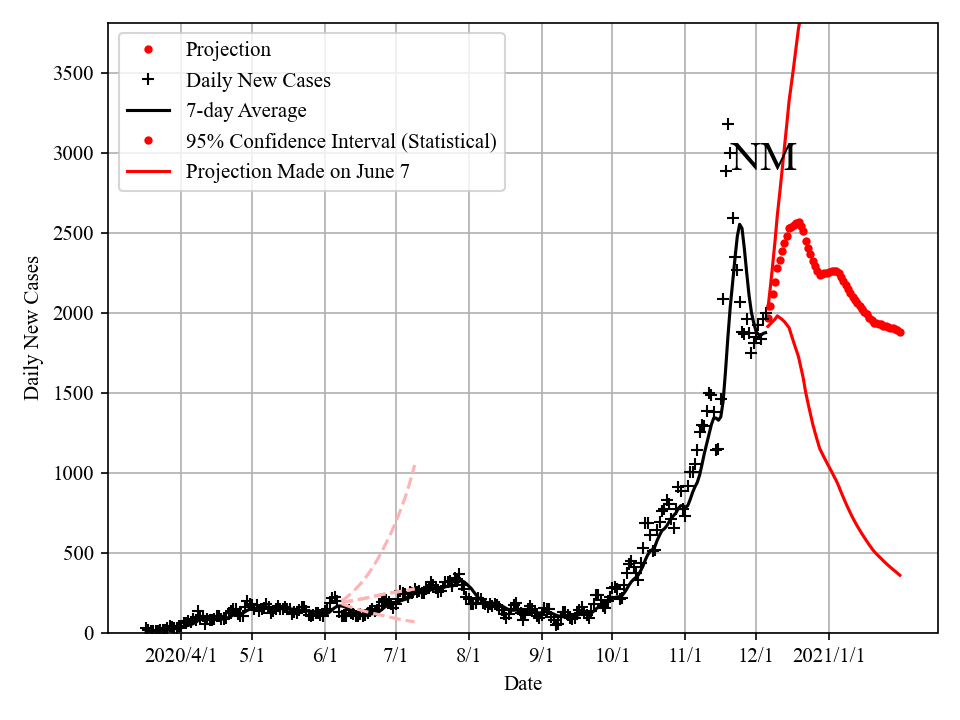 Projection
Daily New Cases
7-day Average
95% Confidence Interval (Statistical)
Projection Made on June 7
NM
3500
3000
2500
2000
1500
1000
500
0
Daily New Cases
2020/4/1 5/1 6/1 7/1 8/1 9/1 10/1 11/1 12/1 2021/1/1
Date